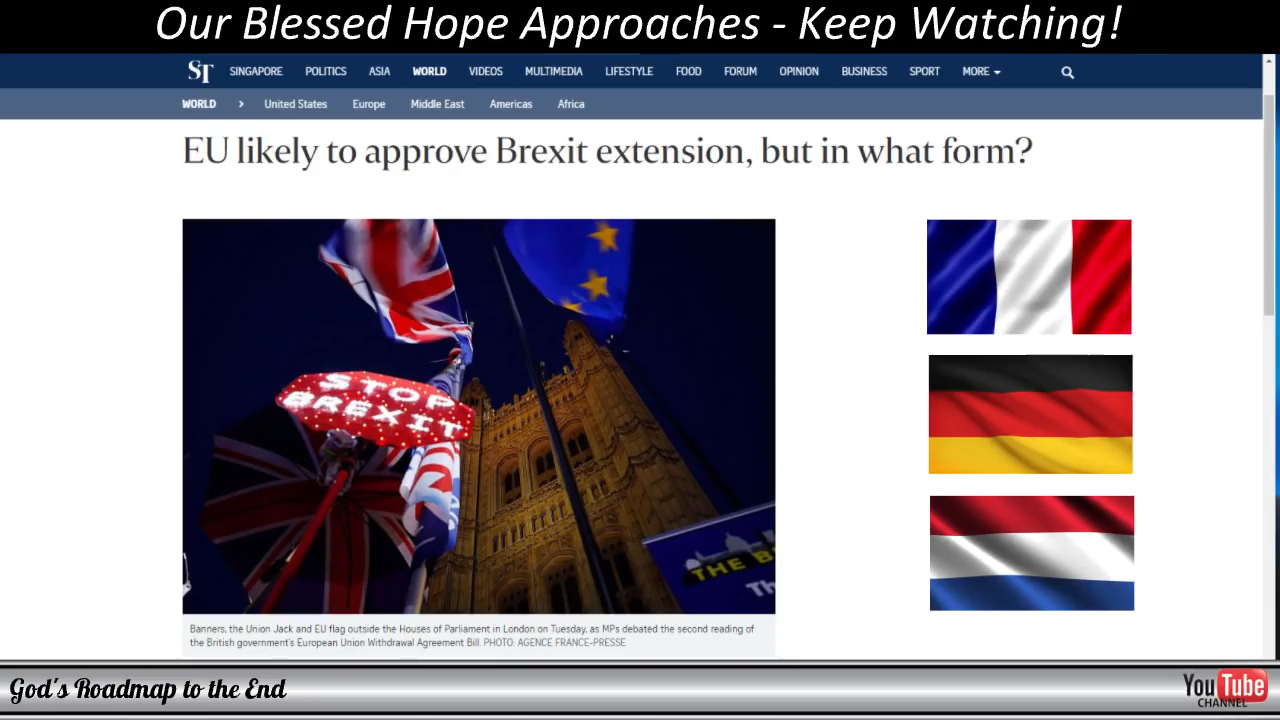 Our Blessed Hope Approaches - Keep Watching!
ST SINGAPORE POLITICS ASIA WORLD VIDEOS MULTIMEDIA LIFESTYLE FOOD FORUM OPINION BUSINESS SPORT MORE
WORLD > United States Europe Middle East Americas Africa
EU likely to approve Brexit extension, but in what form?
STOP
BREXIT
THE B
Th
Banners, the Union Jack and EU flag outside the Houses of Parliament in London on Tuesday, as MPs debated the second reading of
the British government's European Union Withdrawal Agreement Bill. PHOTO: AGENCE FRANCE-PRESSE
God's Roadmap to the End
YouTube
CHANNEL